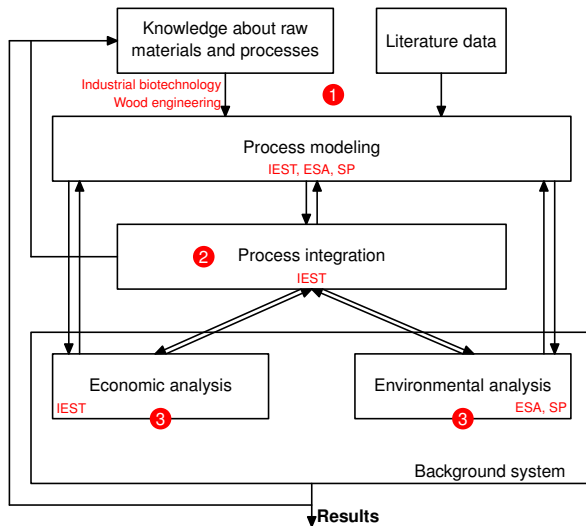 Knowledge about raw
materials and processes
Literature data
Industrial biotechnology
Wood engineering
1
Process modeling
IEST, ESA, SP
2
Process integration
IEST
Economic analysis
IEST
3
Environmental analysis
3
ESA, SP
Background system
Results